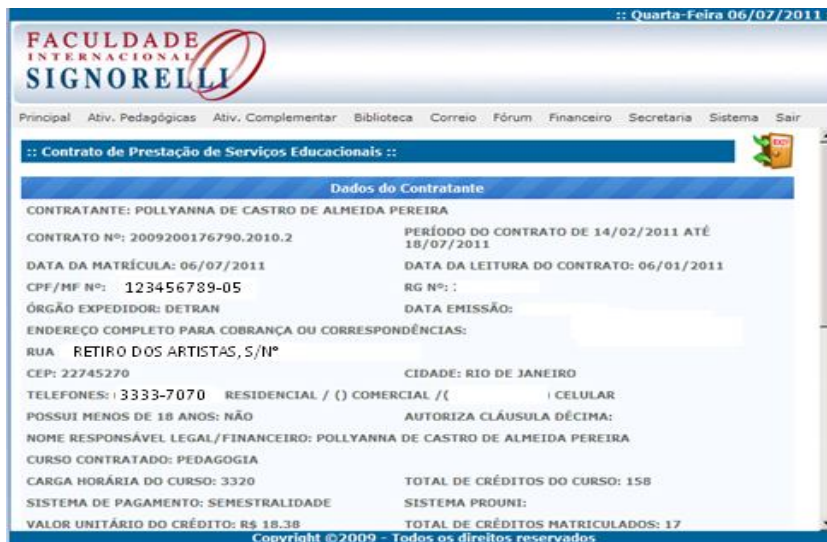 :: Quarta-Feira 06/07/2011
FACULDADE
INTERNACIONAL
SIGNORELLI
Principal Ativ. Pedagógicas Ativ. Complementar Biblioteca Correio Fórum Financeiro Secretaria Sistema Sair
:: Contrato de Prestação de Serviços Educacionais ::
EXIT
Dados do Contratante
CONTRATANTE: POLLYANNA DE CASTRO DE ALMEIDA PEREIRA
CONTRATO Nº: 2009200176790.2010.2 PERÍODO DO CONTRATO DE 14/02/2011 ATÉ
18/07/2011
DATA DA MATRÍCULA: 06/07/2011 DATA DA LEITURA DO CONTRATO: 06/01/2011
CPF/MF Nº: 123456789-05 RG Nº:
ÓRGÃO EXPEDIDOR: DETRAN DATA EMISSÃO:
ENDEREÇO COMPLETO PARA COBRANÇA OU CORRESPONDÊNCIAS:
RUA RETIRO DOS ARTISTAS, S/Nº
CEP: 22745270 CIDADE: RIO DE JANEIRO
TELEFONES: 3333-7070 RESIDENCIAL / () COMERCIAL /( CELULAR
POSSUI MENOS DE 18 ANOS: NÃO AUTORIZA CLÁUSULA DÉCIMA:
NOME RESPONSÁVEL LEGAL/FINANCEIRO: POLLYANNA DE CASTRO DE ALMEIDA PEREIRA
CURSO CONTRATADO: PEDAGOGIA
CARGA HORÁRIA DO CURSO: 3320 TOTAL DE CRÉDITOS DO CURSO: 158
SISTEMA DE PAGAMENTO: SEMESTRALIDADE SISTEMA PROUNI:
VALOR UNITÁRIO DO CRÉDITO: R$ 18.38 TOTAL DE CRÉDITOS MATRICULADOS: 17
Copyright ©2009 - Todos os direitos reservados